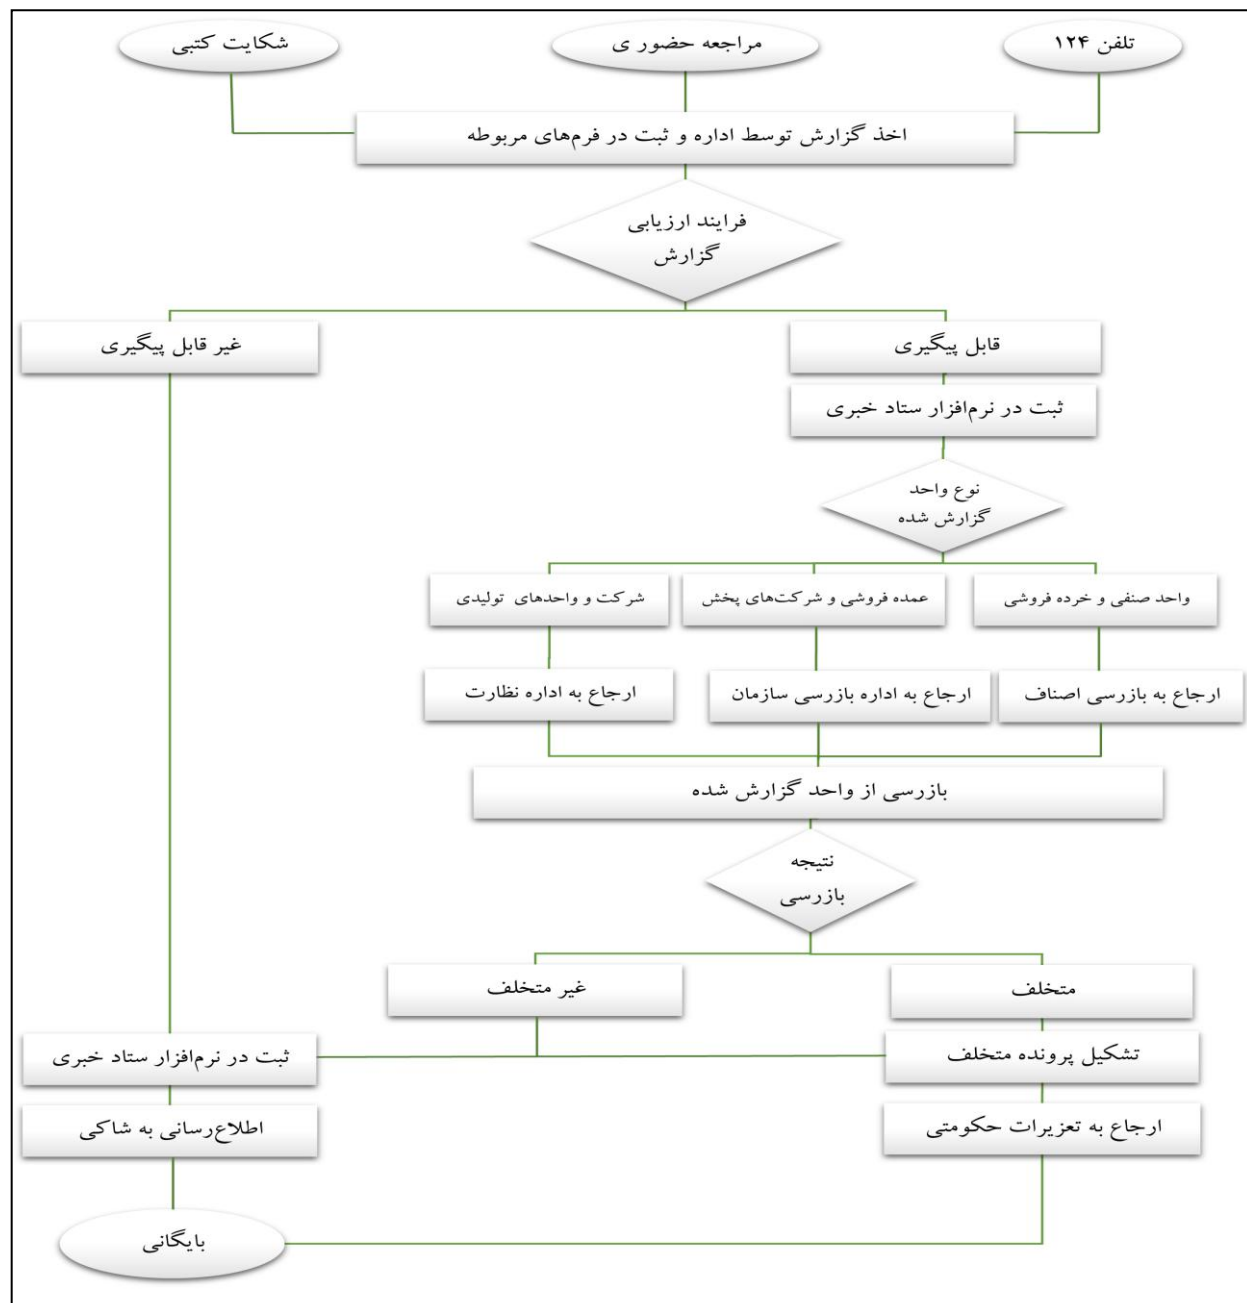 تلفن ۱۲۴
مراجعه حضور ی
شکایت کتبی
اخذ گزارش توسط اداره و ثبت در فرم‌های مربوطه
فرایند ارزیابی
گزارش
قابل پیگیری
غیر قابل پیگیری
ثبت در نرم‌افزار ستاد خبری
نوع واحد
گزارش شده
واحد صنفی و خرده فروشی
عمده فروشی و شرکت‌های پخش
شرکت و واحدهای تولیدی
ارجاع به بازرسی اصناف
ارجاع به اداره بازرسی سازمان
ارجاع به اداره نظارت
بازرسی از واحد گزارش شده
نتیجه
بازرسی
متخلف
غیر متخلف
تشکیل پرونده متخلف
ثبت در نرم‌افزار ستاد خبری
ارجاع به تعزیرات حکومتی
اطلاع‌رسانی به شاکی
بایگانی